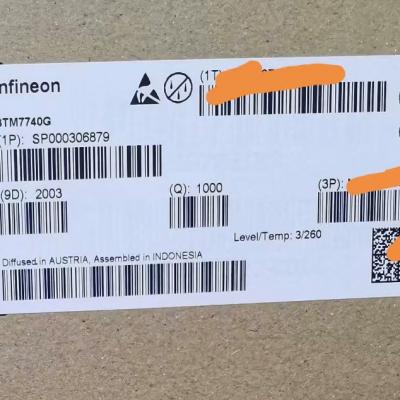 nfineon
(1T)
BTM7740G
(1P): SP000306879
(9D): 2003
(Q): 1000
(3P):
Level/Temp: 3/260
Diffused in AUSTRIA, Assembled in INDONESIA